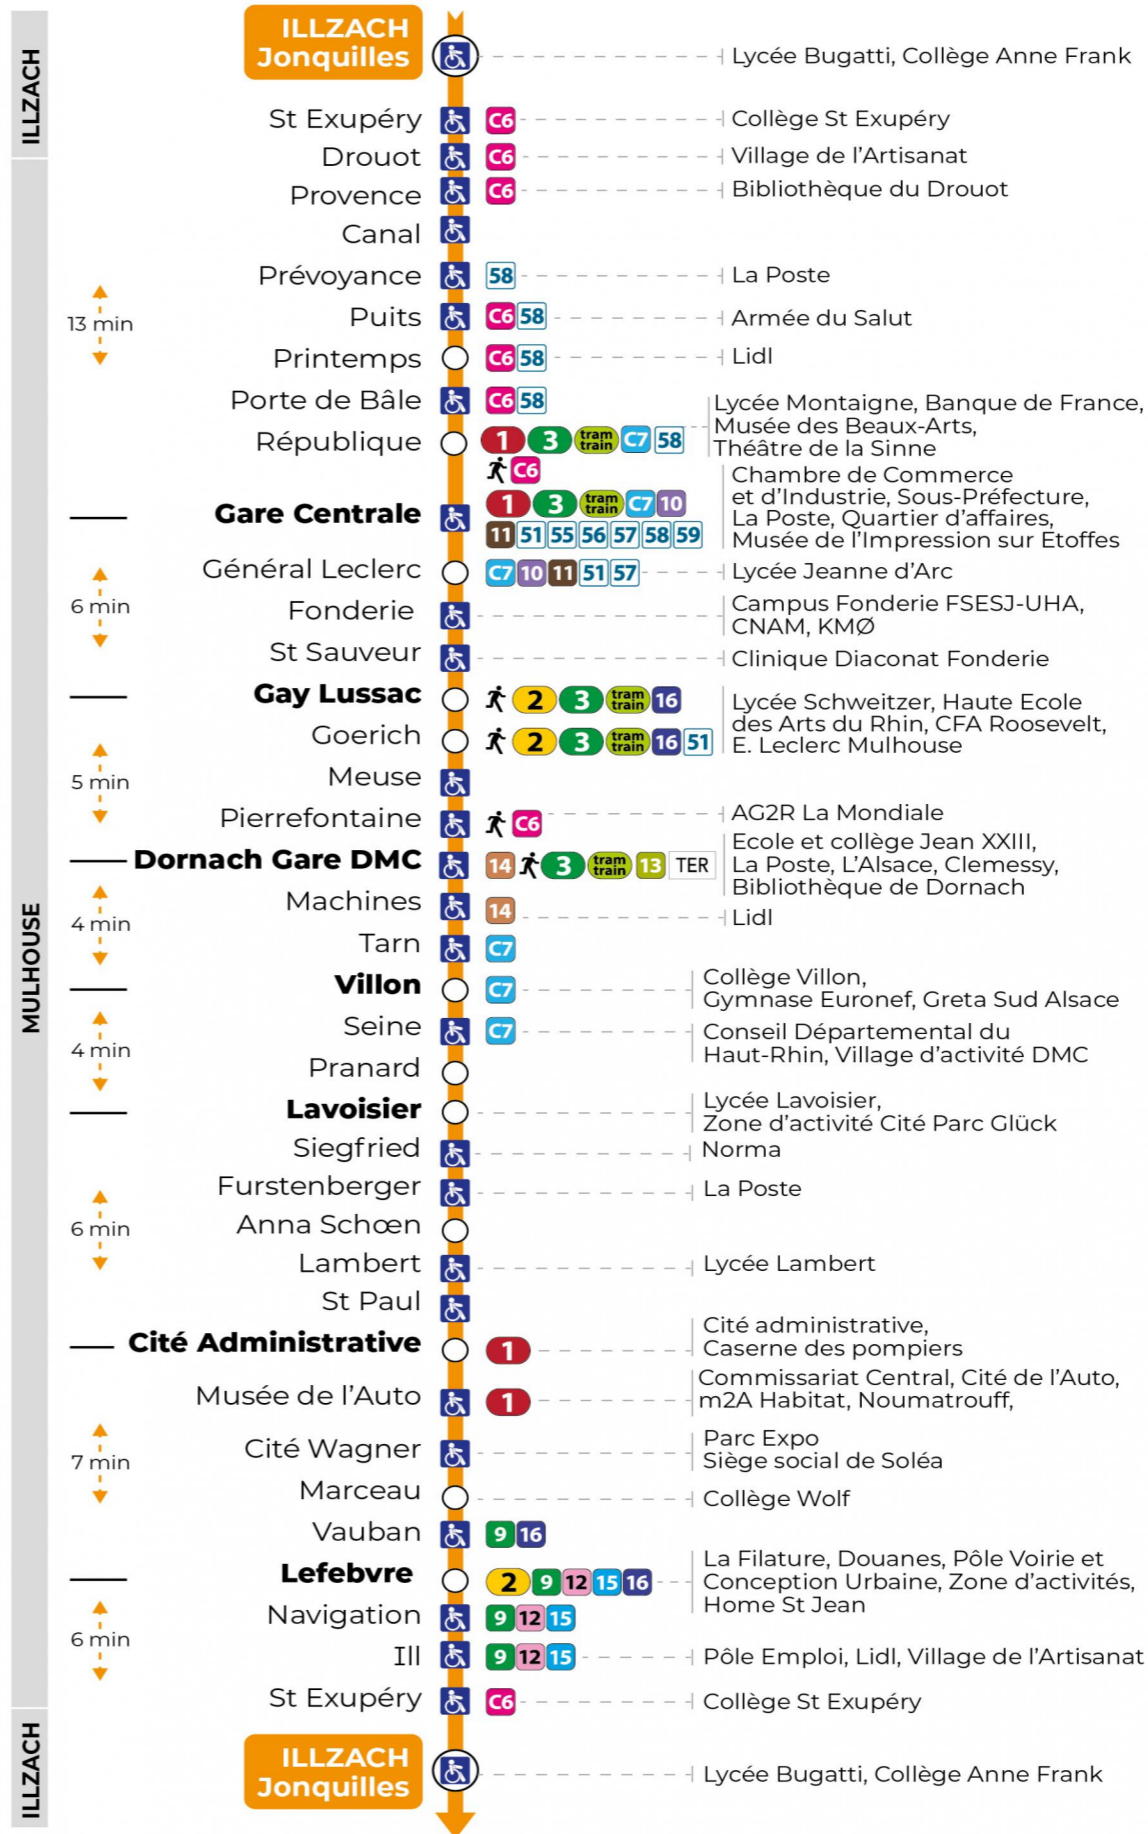 ILLZACH
ILLZACH
Jonquilles
Lycée Bugatti, Collège Anne Frank
St Exupéry
C6
Collège St Exupéry
Drouot
C6
Village de l'Artisanat
Provence
C6
Bibliothèque du Drouot
Canal
Prévoyance
58
La Poste
13 min
Puits
C6 58
Armée du Salut
Printemps
C6 58
Lidl
Porte de Bâle
C6 58
République
1 3 tram train C7 58
Lycée Montaigne, Banque de France,
Musée des Beaux-Arts,
Théâtre de la Sinne
C6
Gare Centrale
1 3 tram train C7 10
11 51 55 56 57 58 59
Chambre de Commerce
et d'Industrie, Sous-Préfecture,
La Poste, Quartier d'affaires,
Musée de l'Impression sur Etoffes
Général Leclerc
C7 10 11 51 57
Lycée Jeanne d'Arc
6 min
Fonderie
Campus Fonderie FSESJ-UHA,
CNAM, KMØ
St Sauveur
Clinique Diaconat Fonderie
Gay Lussac
2 3 tram train 16
Goerich
2 3 tram train 16 51
Lycée Schweitzer, Haute Ecole
des Arts du Rhin, CFA Roosevelt,
E. Leclerc Mulhouse
5 min
Meuse
Pierrefontaine
C6
AG2R La Mondiale
Dornach Gare DMC
14 3 tram train 13 TER
Ecole et collège Jean XXIII,
La Poste, L'Alsace, Clemessy,
Bibliothèque de Dornach
MULHOUSE
4 min
Machines
14
Lidl
Tarn
C7
Villon
C7
Collège Villon,
Gymnase Euronef, Greta Sud Alsace
4 min
Seine
C7
Conseil Départemental du
Haut-Rhin, Village d'activité DMC
Pranard
Lavoisier
Lycée Lavoisier,
Zone d'activité Cité Parc Glück
Siegfried
Norma
Furstenberger
La Poste
6 min
Anna Schœn
Lambert
Lycée Lambert
St Paul
Cité Administrative
1
Cité administrative,
Caserne des pompiers
Musée de l'Auto
1
Commissariat Central, Cité de l'Auto,
m2A Habitat, Noumatrouff,
7 min
Cité Wagner
Parc Expo
Siège social de Soléa
Marceau
Collège Wolf
Vauban
9 16
Lefebvre
2 9 12 15 16
La Filature, Douanes, Pôle Voirie et
Conception Urbaine, Zone d'activités,
Home St Jean
6 min
Navigation
9 12 15
Ill
9 12 15
Pôle Emploi, Lidl, Village de l'Artisanat
St Exupéry
C6
Collège St Exupéry
ILLZACH
ILLZACH
Jonquilles
Lycée Bugatti, Collège Anne Frank